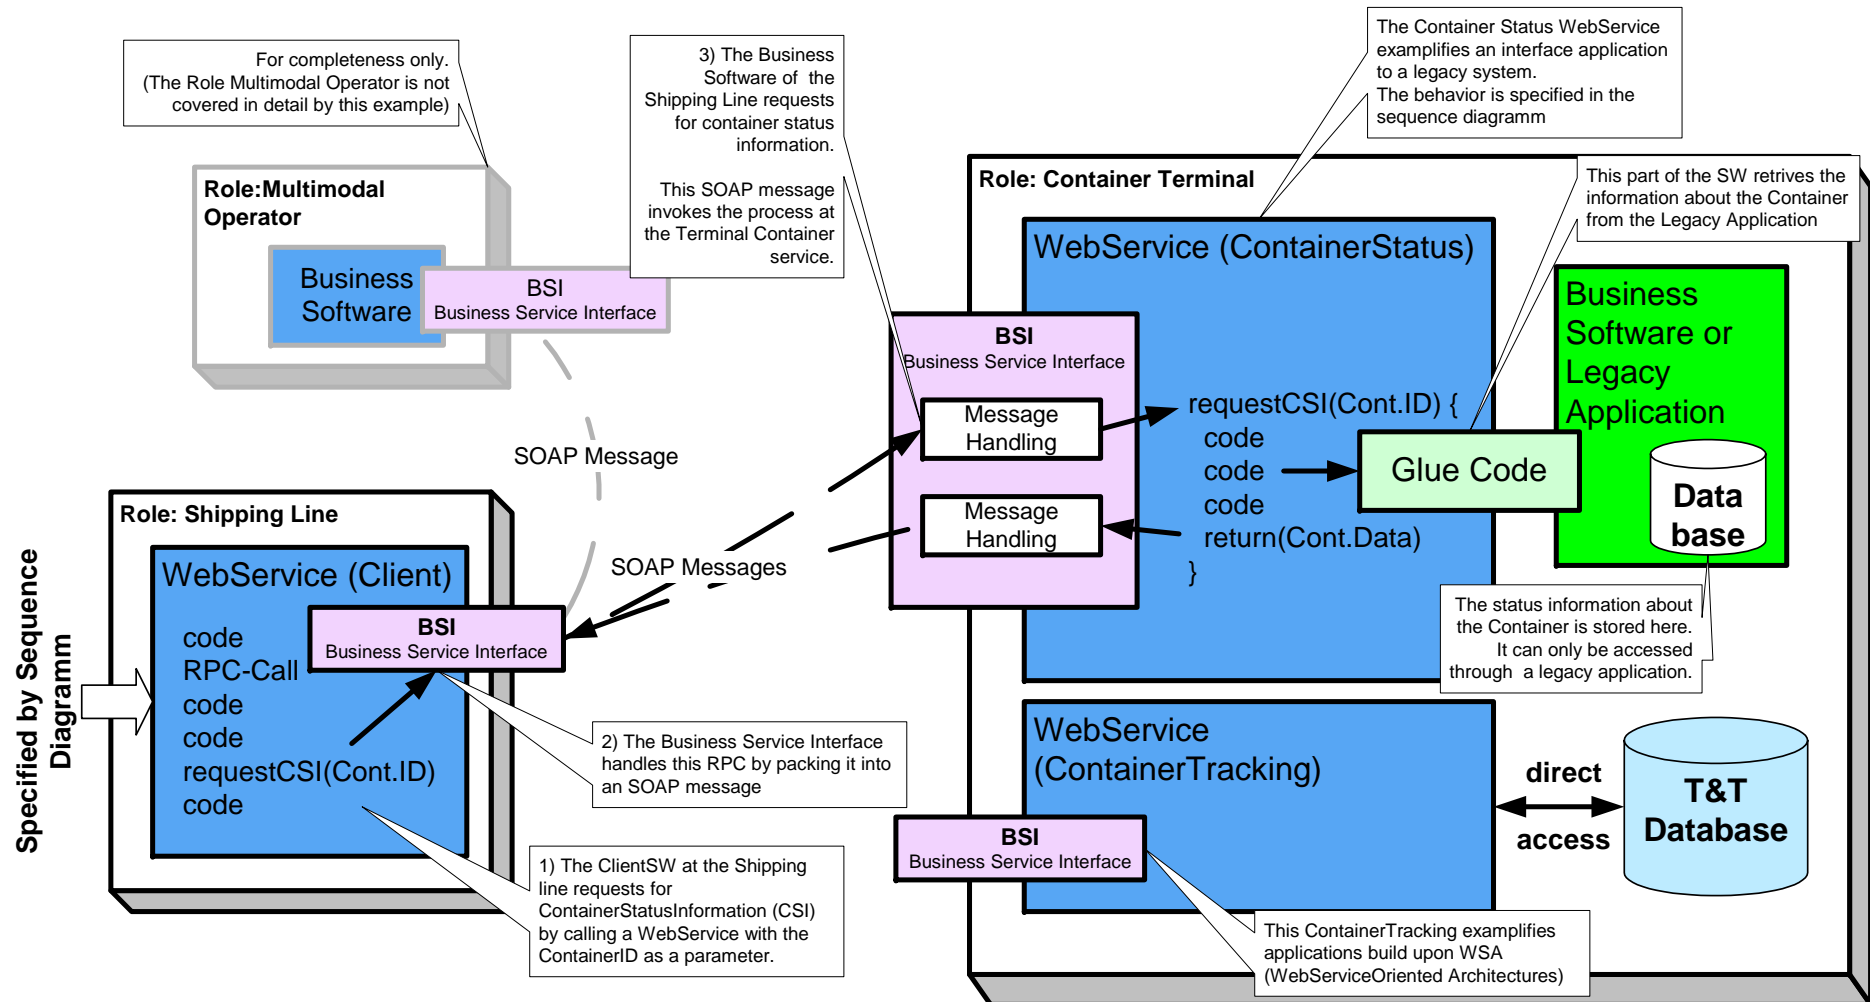 For completeness only.
(The Role Multimodal Operator is not
covered in detail by this example)
3) The Business
Software of the
Shipping Line requests
for container status
information.
This SOAP message
invokes the process at
the Terminal Container
service.
The Container Status WebService
examplifies an interface application
to a legacy system.
The behavior is specified in the
sequence diagramm
This part of the SW retrives the
information about the Container
from the Legacy Application
Role:Multimodal
Operator
Business
Software
BSI
Business Service Interface
SOAP Message
SOAP Messages
Role: Container Terminal
WebService (ContainerStatus)
BSI
Business Service Interface
Message
Handling
Message
Handling
requestCSI(Cont.ID) {
code
code
code
return(Cont.Data)
}
Glue Code
Business
Software or
Legacy
Application
Data
base
The status information about
the Container is stored here.
It can only be accessed
through a legacy application.
Specified by Sequence
Diagramm
Role: Shipping Line
WebService (Client)
code
RPC-Call
code
code
requestCSI(Cont.ID)
code
BSI
Business Service Interface
2) The Business Service Interface
handles this RPC by packing it into
an SOAP message
1) The ClientSW at the Shipping
line requests for
ContainerStatusInformation (CSI)
by calling a WebService with the
ContainerID as a parameter.
WebService
(ContainerTracking)
BSI
Business Service Interface
direct
access
T&T
Database
This ContainerTracking examplifies
applications build upon WSA
(WebServiceOriented Architectures)